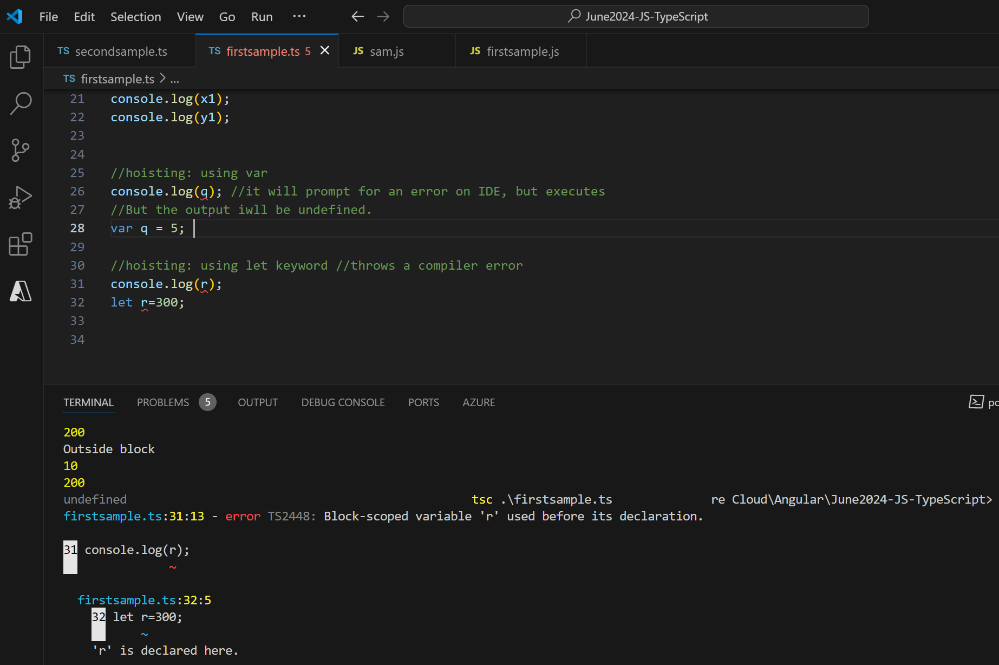 File Edit Selection View Go Run ··· June2024-JS-TypeScript
TS secondsample.ts TS firstsample.ts 5 JS sam.js JS firstsample.js
TS firstsample.ts > ...
21 console.log(x1);
22 console.log(y1);
23
24
25 //hoisting: using var
26 console.log(q); //it will prompt for an error on IDE, but executes
27 //But the output iwll be undefined.
28 var q = 5;
29
30 //hoisting: using let keyword //throws a compiler error
31 console.log(r);
32 let r=300;
33
34
TERMINAL PROBLEMS 5 OUTPUT DEBUG CONSOLE PORTS AZURE
200
Outside block
10
200
undefined tsc .\firstsample.ts re Cloud\Angular\June2024-JS-TypeScript>
firstsample.ts:31:13 - error TS2448: Block-scoped variable 'r' used before its declaration.
31 console.log(r);
~
firstsample.ts:32:5
32 let r=300;
~
'r' is declared here.